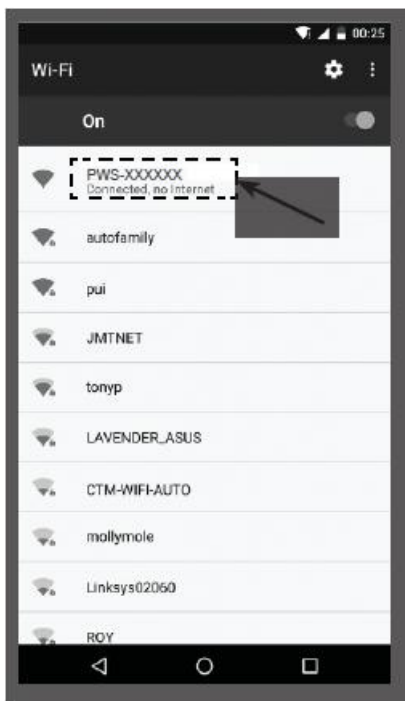 00:25
Wi-Fi
On
PWS-XXXXXX
Connected, no Internet
autofamily
pui
JMTNET
tonyp
LAVENDER_ASUS
CTM-WIFI-AUTO
mollymole
Linksys02060
ROY